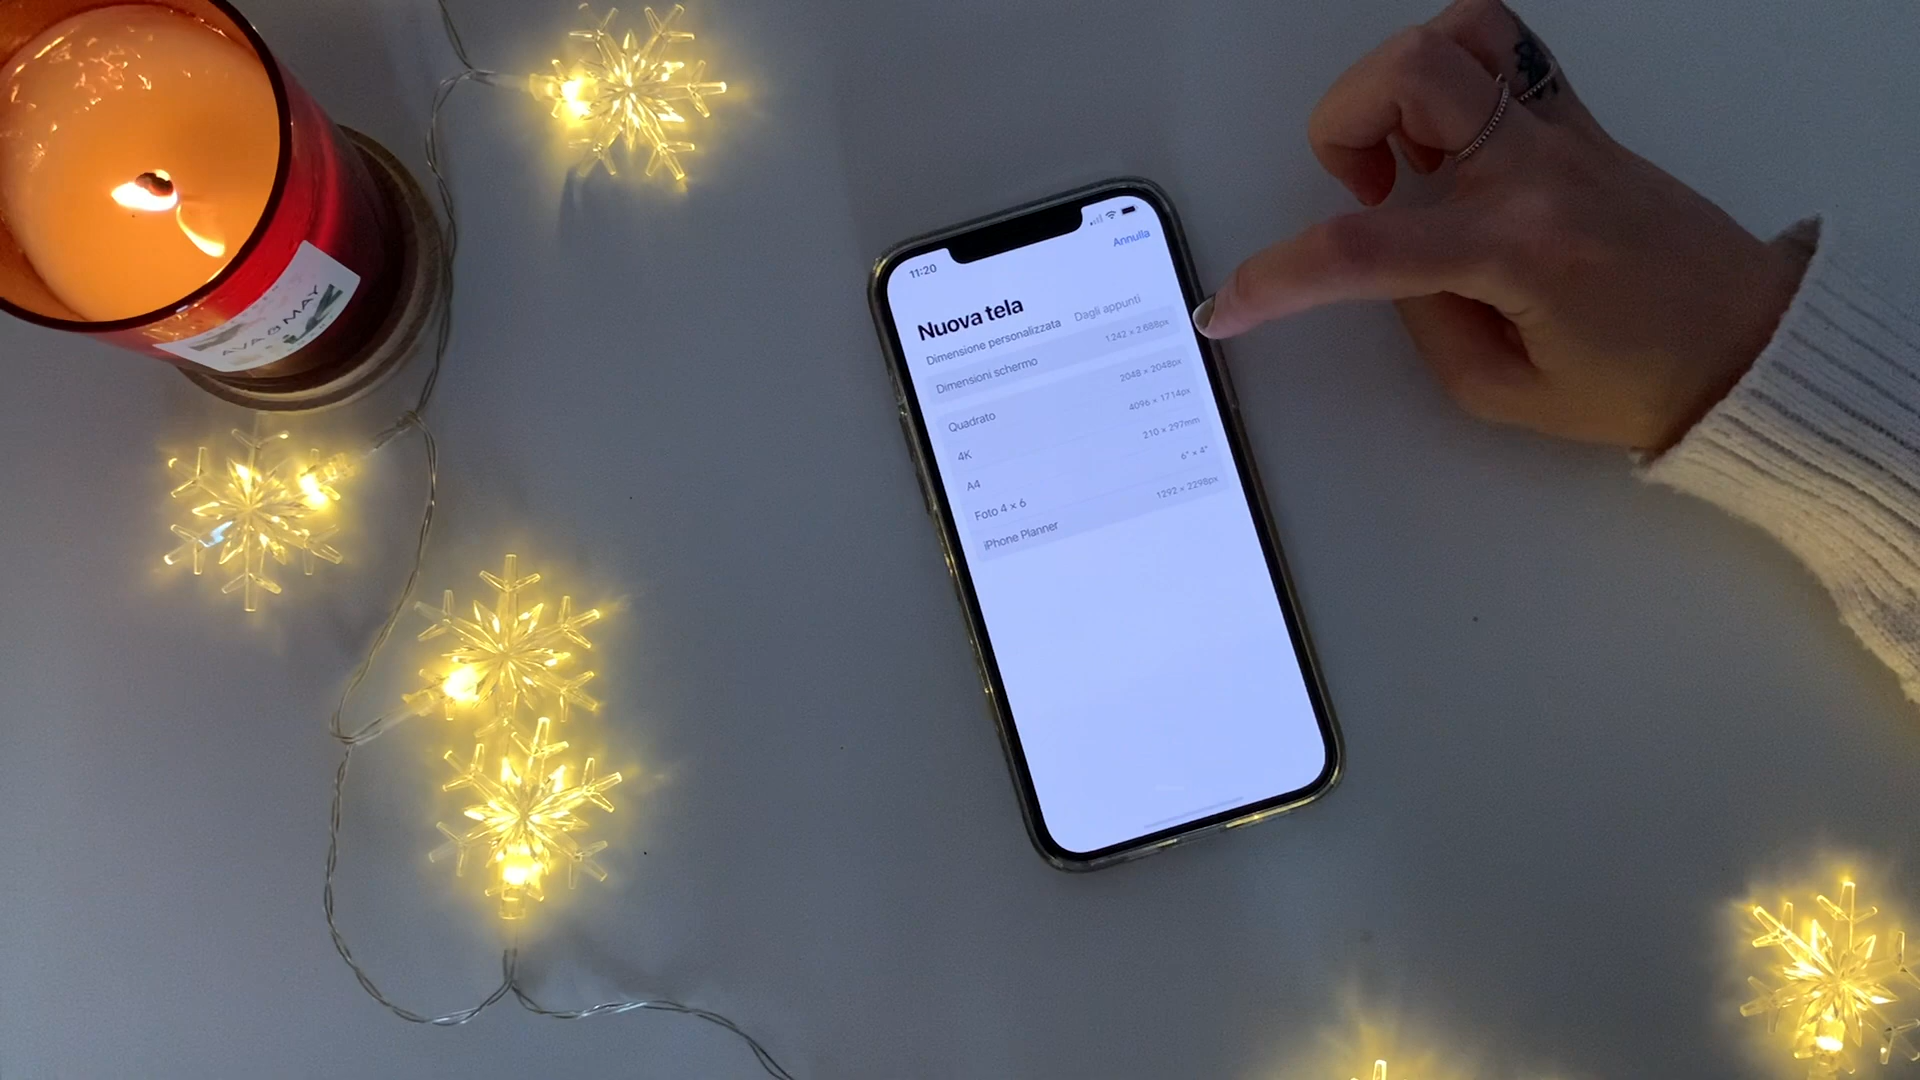 AVA & MAY
11:20
Annulla
Nuova tela
Dimensione personalizzata Dagli appunti
Dimensioni schermo 1242 × 2688px
Quadrato 2048 × 2048px
4K 4096 × 1714px
A4 210 × 297mm
Foto 4 × 6 6" × 4"
iPhone Planner 1292 × 2298px